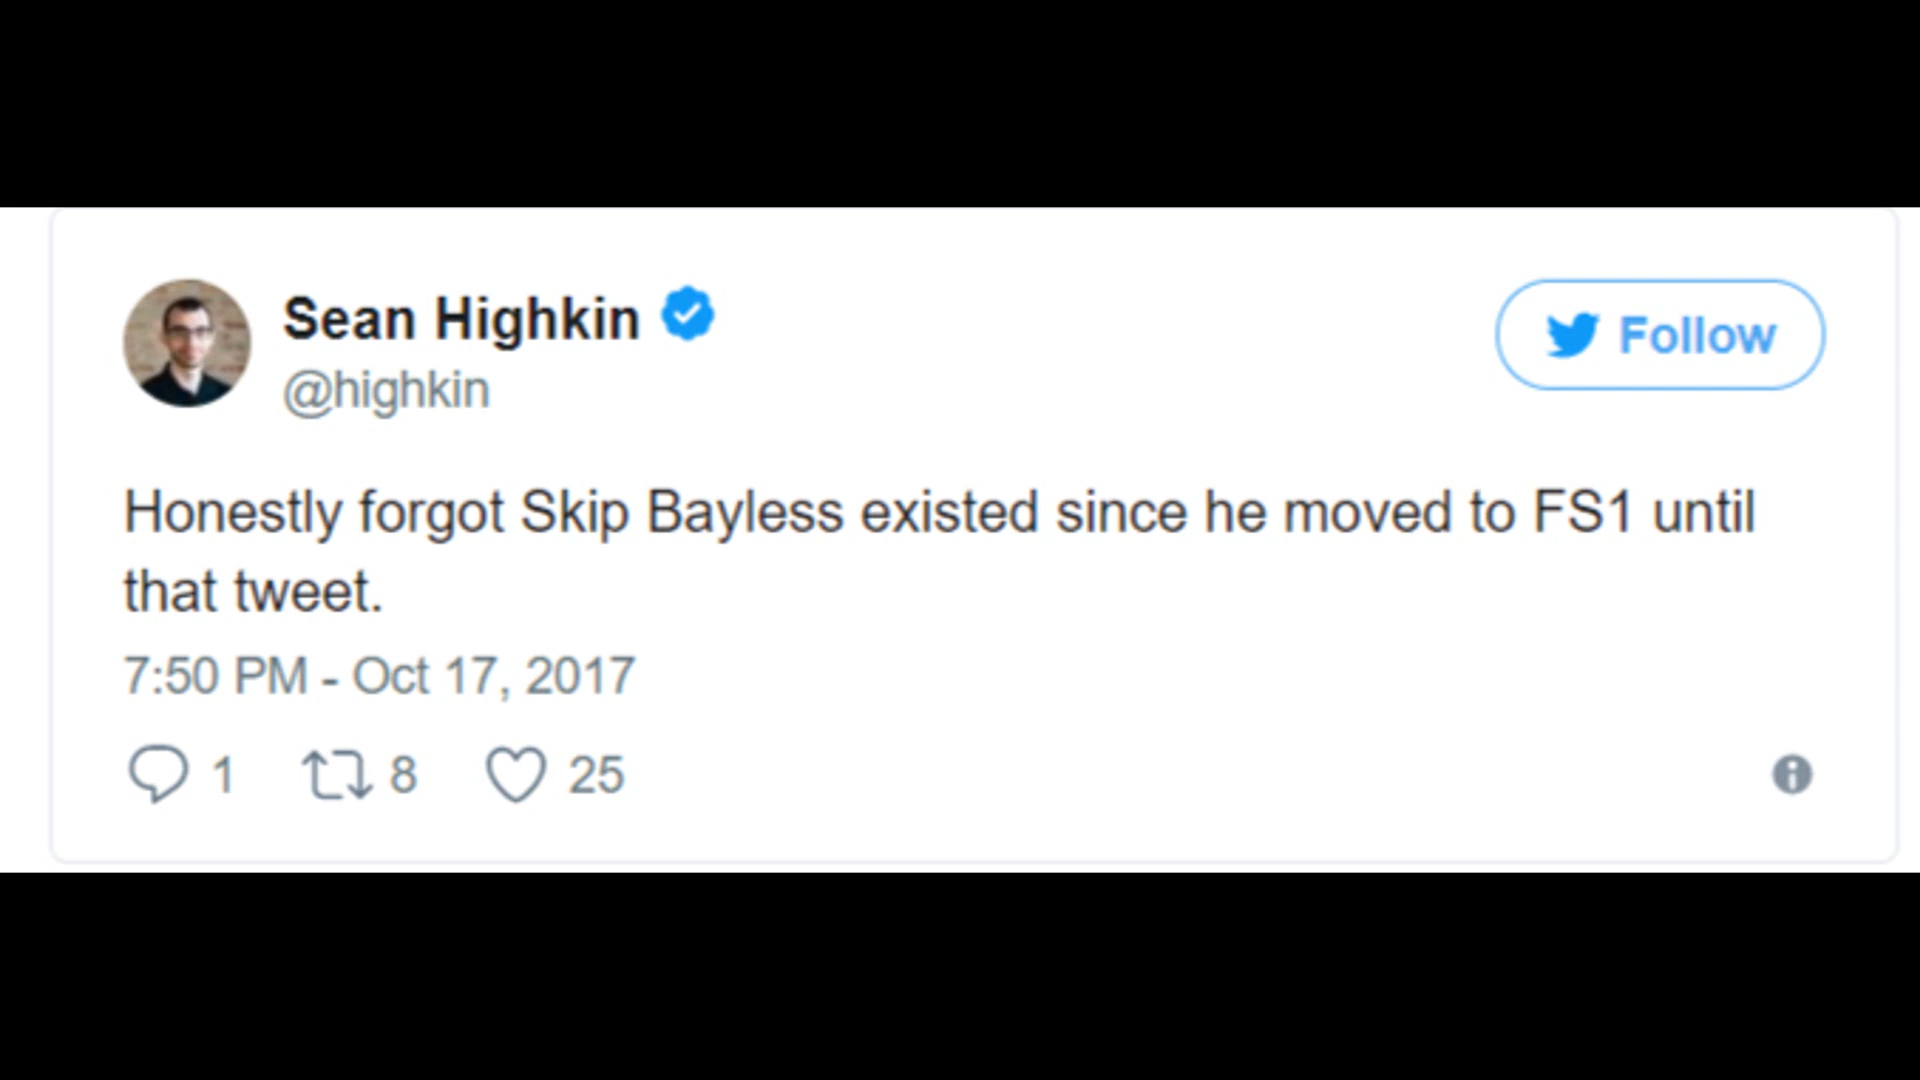 Sean Highkin
Follow
@highkin
Honestly forgot Skip Bayless existed since he moved to FS1 until
that tweet.
7:50 PM - Oct 17, 2017
1 8 25